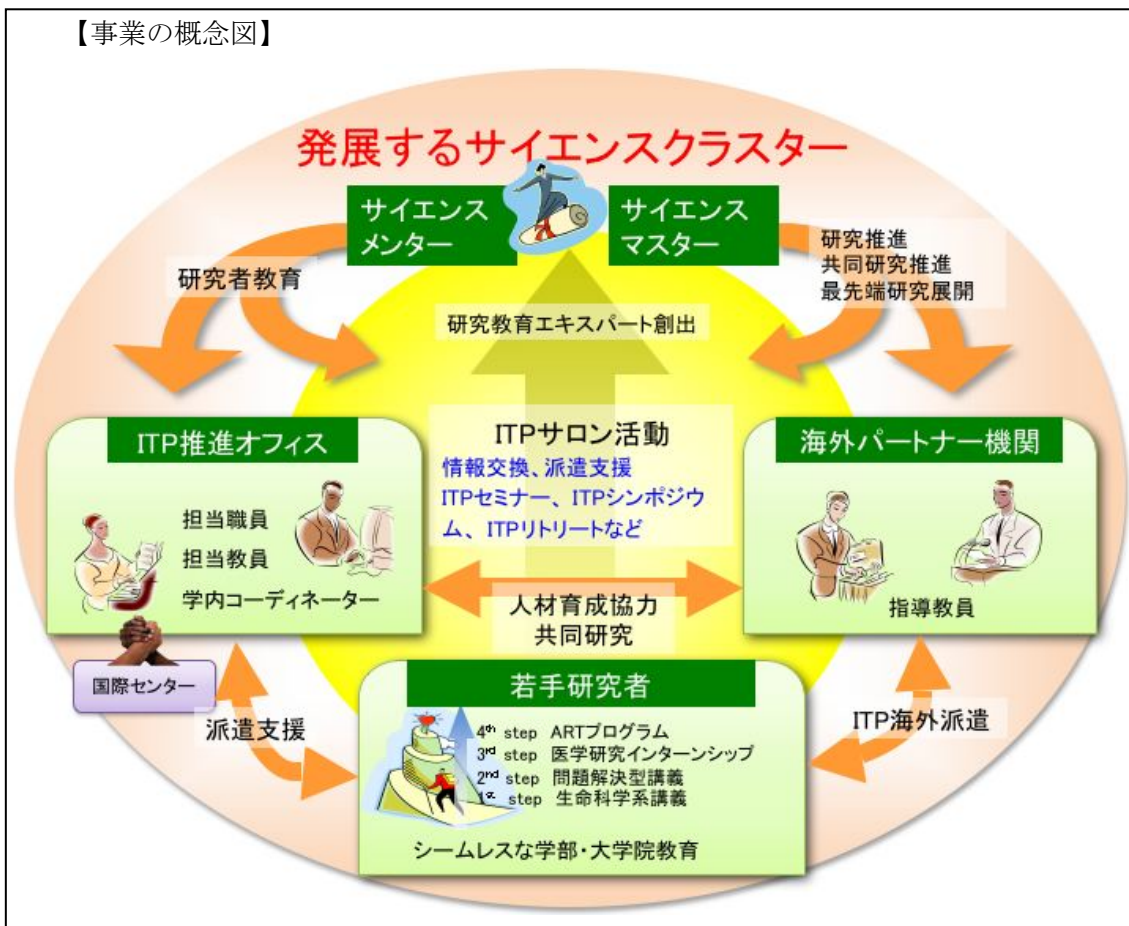 【事業の概念図】
発展するサイエンスクラスター
サイエンス
メンター
サイエンス
マスター
研究者教育
研究推進
共同研究推進
最先端研究展開
研究教育エキスパート創出
ITP推進オフィス
担当職員
担当教員
学内コーディネーター
国際センター
ITPサロン活動
情報交換、派遣支援
ITPセミナー、ITPシンポジウ
ム、ITPリトリートなど
海外パートナー機関
指導教員
人材育成協力
共同研究
派遣支援
ITP海外派遣
若手研究者
4th step ARTプログラム
3rd step 医学研究インターンシップ
2nd step 問題解決型講義
1st step 生命科学系講義
シームレスな学部・大学院教育